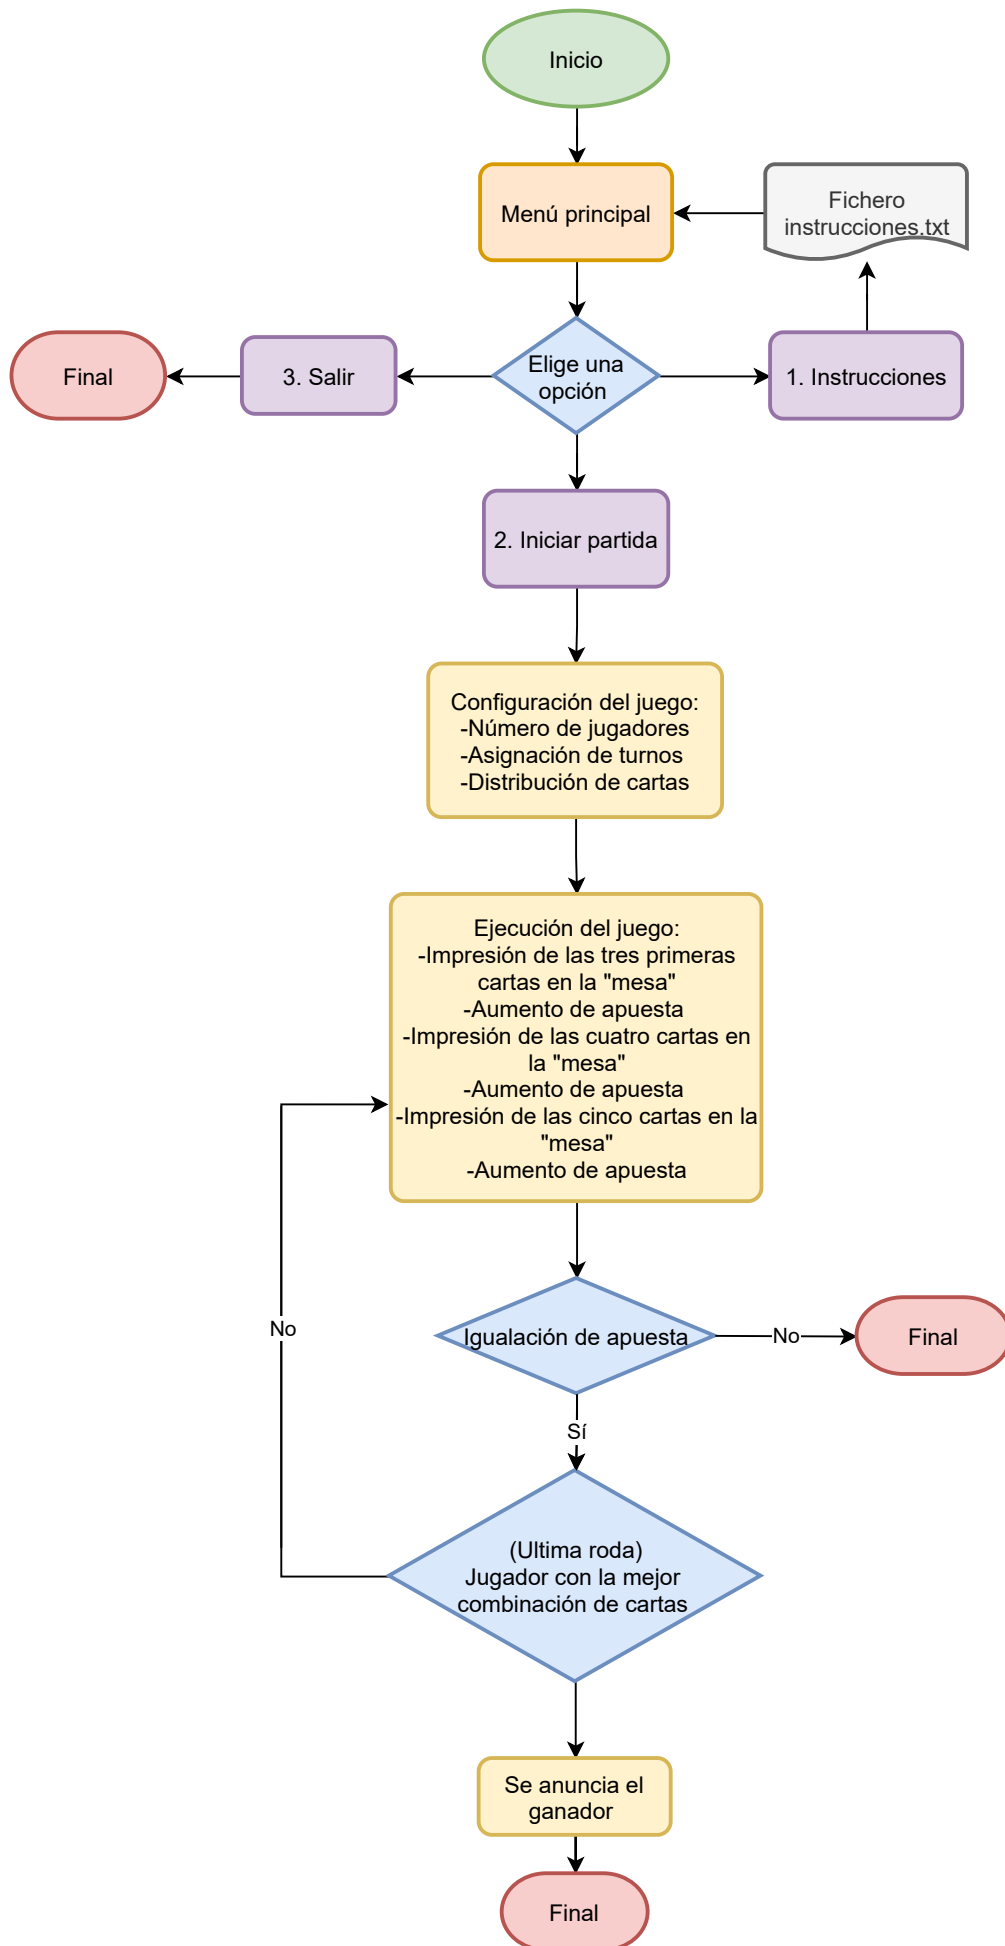 Inicio
Menú principal
Fichero
instrucciones.txt
Final
3. Salir
Elige una
opción
1. Instrucciones
2. Iniciar partida
Configuración del juego:
-Número de jugadores
-Asignación de turnos
-Distribución de cartas
Ejecución del juego:
-Impresión de las tres primeras
cartas en la "mesa"
-Aumento de apuesta
-Impresión de las cuatro cartas en
la "mesa"
-Aumento de apuesta
-Impresión de las cinco cartas en la
"mesa"
-Aumento de apuesta
No
Igualación de apuesta
No
Final
Sí
(Ultima roda)
Jugador con la mejor
combinación de cartas
Se anuncia el
ganador
Final